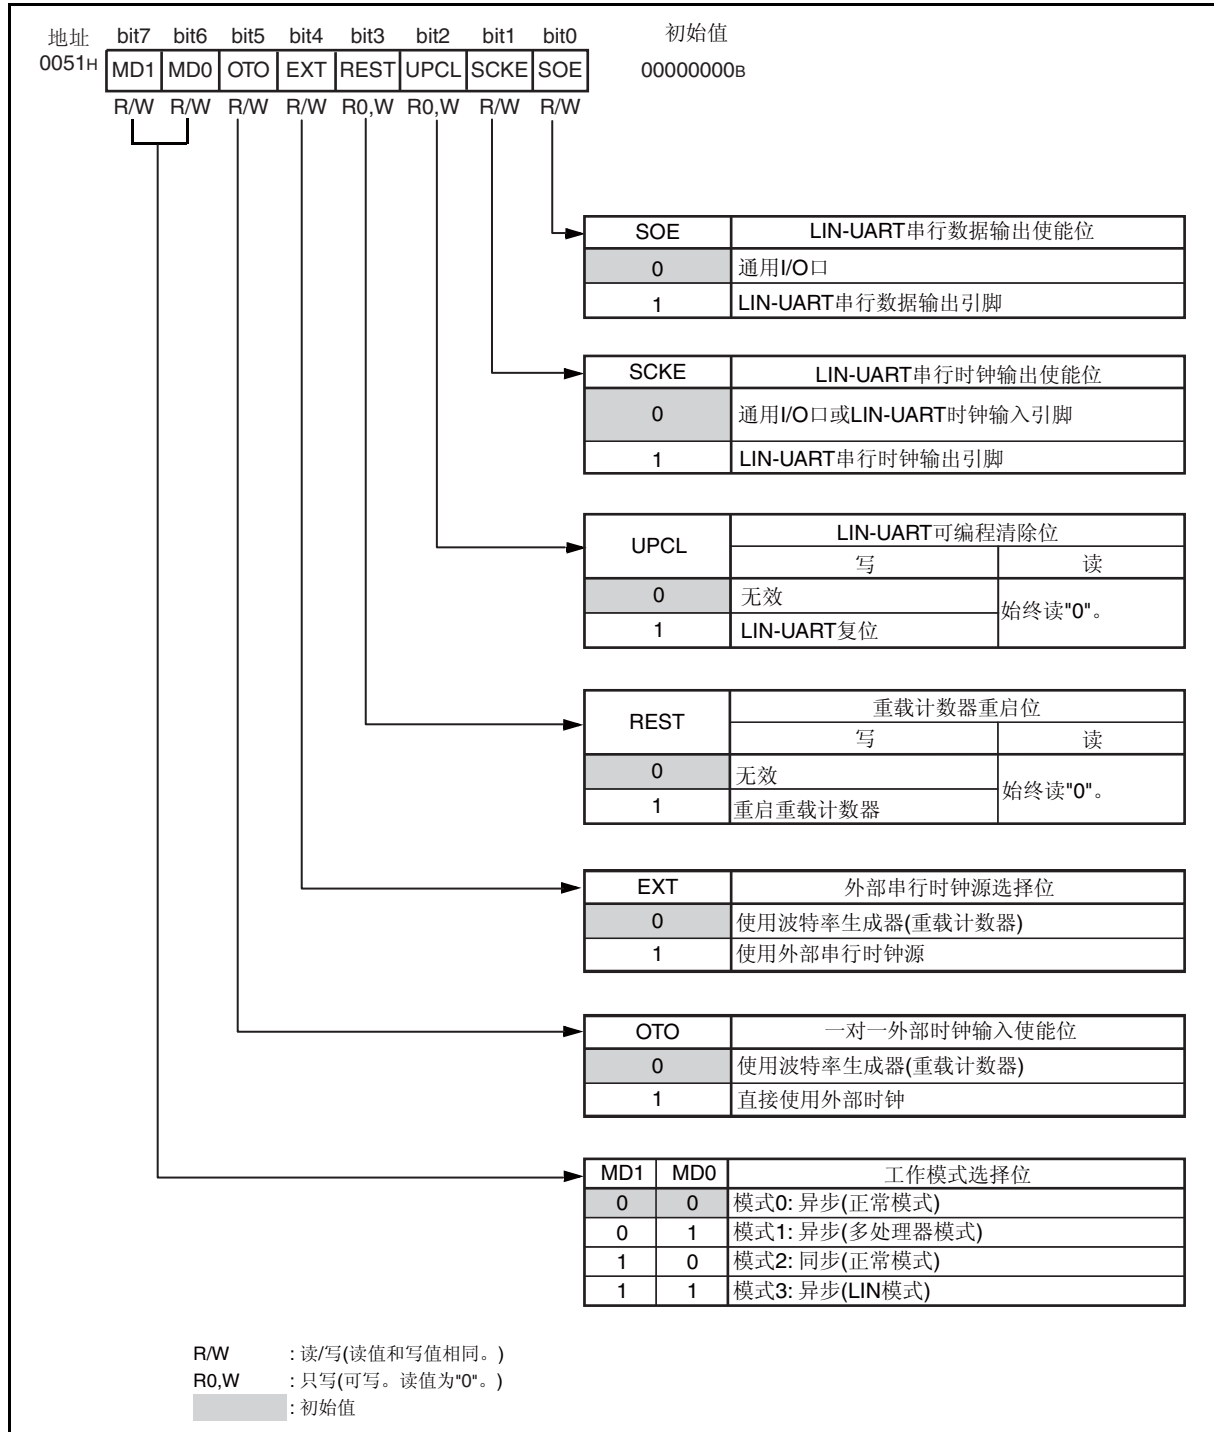 地址 bit7 bit6 bit5 bit4 bit3 bit2 bit1 bit0 初始值
0051H MD1 MD0 OTO EXT REST UPCL SCKE SOE 00000000B
R/W R/W R/W R/W R0,W R0,W R/W R/W
SOE LIN-UART串行数据输出使能位
0 通用I/O口
1 LIN-UART串行数据输出引脚
SCKE LIN-UART串行时钟输出使能位
0 通用I/O口或LIN-UART时钟输入引脚
1 LIN-UART串行时钟输出引脚
UPCL LIN-UART可编程清除位
写 读
0 无效 始终读"0"。
1 LIN-UART复位
REST 重载计数器重启位
写 读
0 无效 始终读"0"。
1 重启重载计数器
EXT 外部串行时钟源选择位
0 使用波特率生成器(重载计数器)
1 使用外部串行时钟源
OTO 一对一外部时钟输入使能位
0 使用波特率生成器(重载计数器)
1 直接使用外部时钟
MD1 MD0 工作模式选择位
0 0 模式0: 异步(正常模式)
0 1 模式1: 异步(多处理器模式)
1 0 模式2: 同步(正常模式)
1 1 模式3: 异步(LIN模式)
R/W : 读/写(读值和写值相同。)
R0,W : 只写(可写。读值为"0"。)
: 初始值